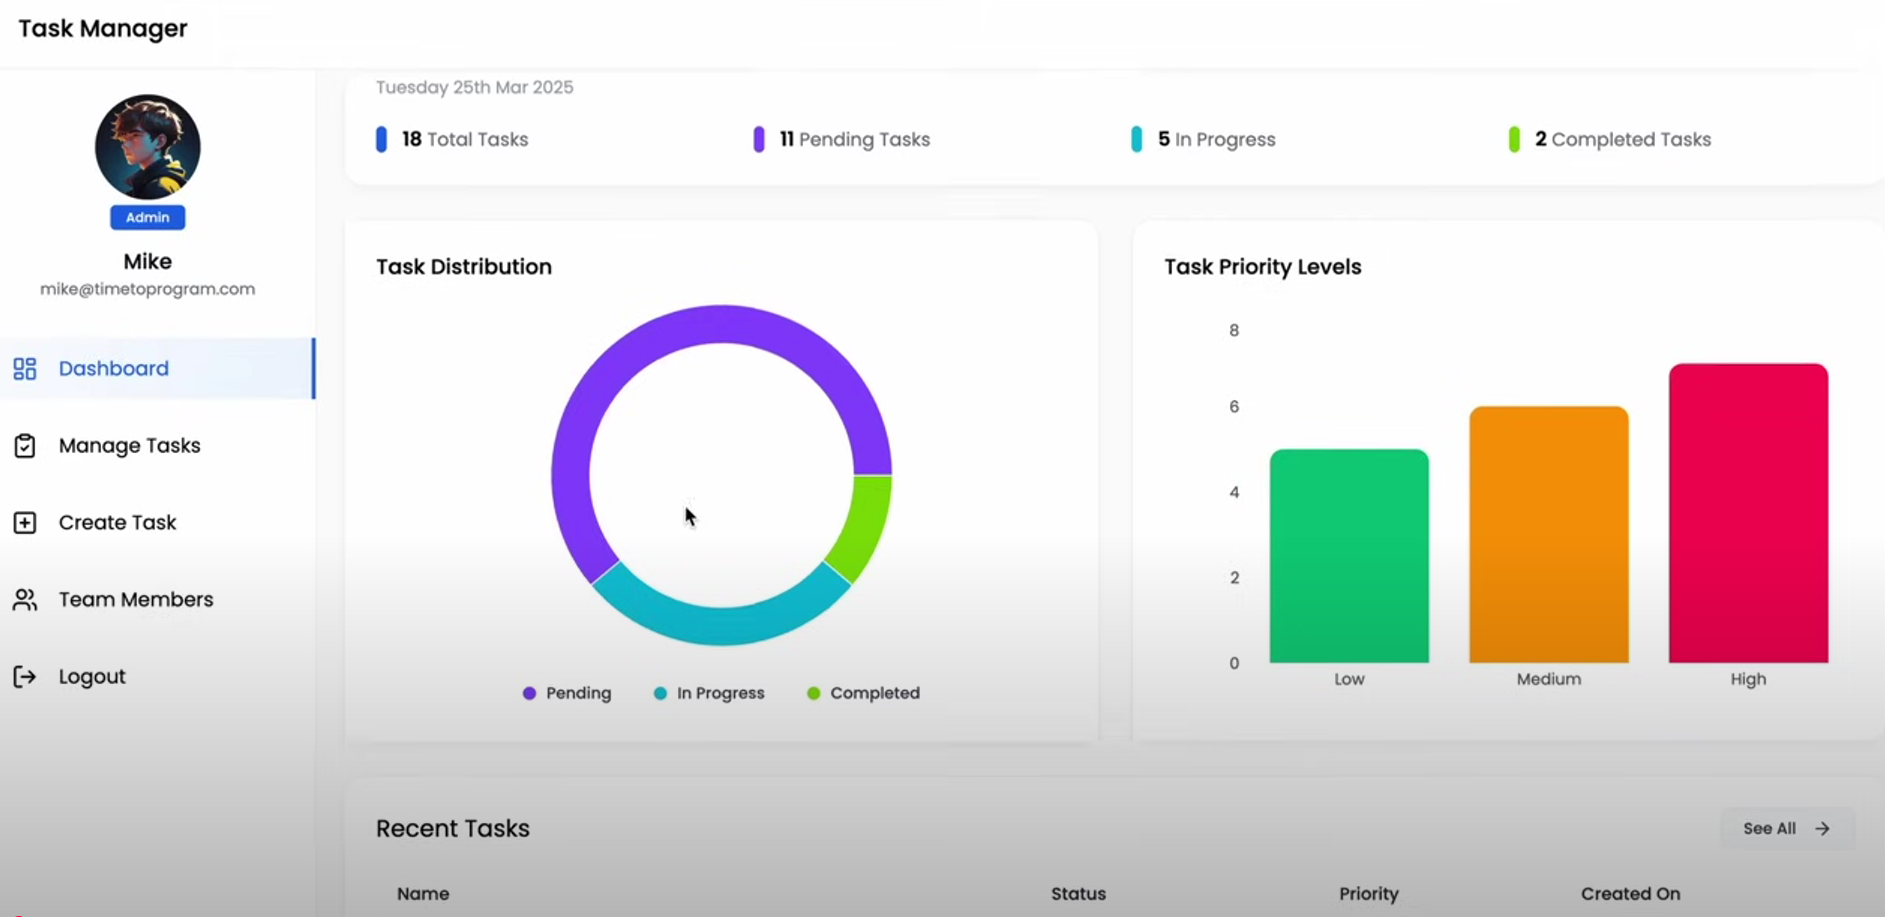 Task Manager
Tuesday 25th Mar 2025
18 Total Tasks
11 Pending Tasks
5 In Progress
2 Completed Tasks
Admin
Mike
mike@timetoprogram.com
Dashboard
Manage Tasks
Create Task
Team Members
Logout
Task Distribution
Pending
In Progress
Completed
Task Priority Levels
8
6
4
2
0
Low
Medium
High
Recent Tasks
See All
Name
Status
Priority
Created On